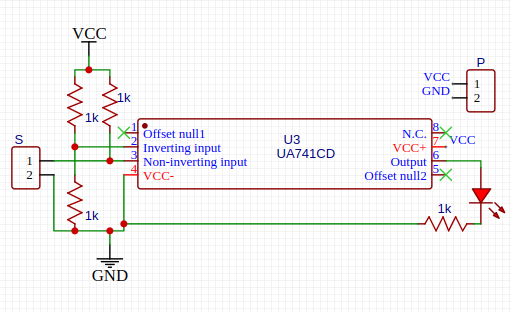 VCC
P
VCC
1
GND
2
1k
1k
1
Offset null1
U3
N.C.
8
2
Inverting input
UA741CD
VCC+
7
VCC
3
Non-inverting input
Output
6
4
VCC-
Offset null2
5
S
1
2
1k
1k
GND